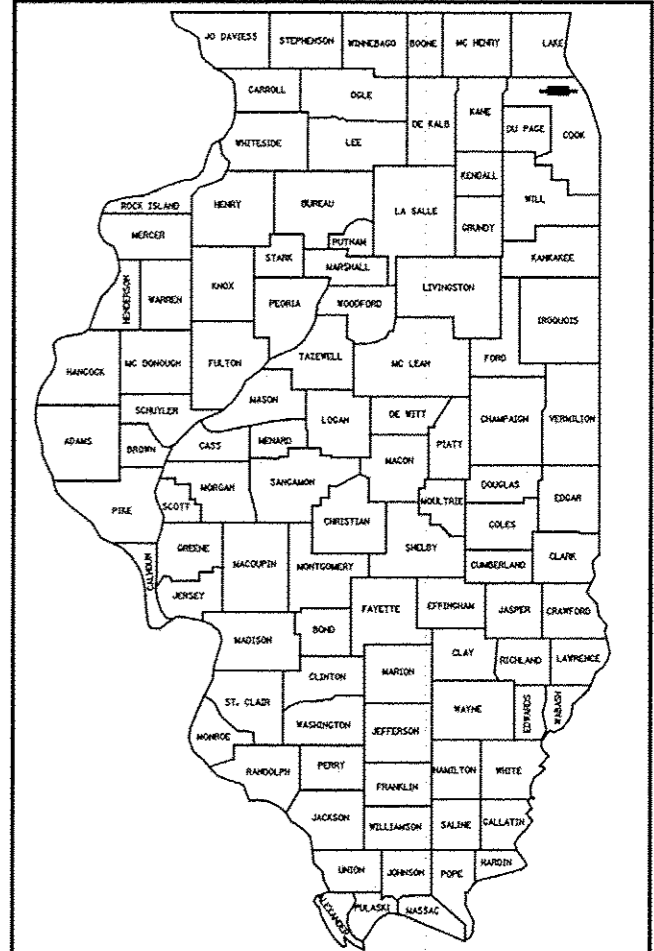 JO DAVIESS STEPHENSON WINNEBAGO BOONE MC HENRY LAKE
CARROLL OGLE DE KALB KANE DU PAGE COOK
WHITESIDE LEE KENDALL
ROCK ISLAND HENRY BUREAU LA SALLE WILL
MERCER PUTNAM GRUNDY
STARK MARSHALL KANKAKEE
HENDERSON WARREN KNOX PEORIA WOODFORD LIVINGSTON IROQUOIS
HANCOCK MC DONOUGH FULTON TAZEWELL MC LEAN FORD
SCHUYLER MASON LOGAN DE WITT CHAMPAIGN VERMILION
ADAMS BROWN CASS MENARD MACON PIATT
PIKE SCOTT MORGAN SANGAMON CHRISTIAN MOULTRIE DOUGLAS EDGAR
COLES
CALHOUN GREENE MACOUPIN MONTGOMERY SHELBY CUMBERLAND CLARK
JERSEY FAYETTE EFFINGHAM JASPER CRAWFORD
MADISON BOND
CLINTON MARION CLAY RICHLAND LAWRENCE
ST. CLAIR WASHINGTON JEFFERSON WAYNE EDWARDS WABASH
MONROE
RANDOLPH PERRY FRANKLIN HAMILTON WHITE
JACKSON WILLIAMSON SALINE GALLATIN
UNION JOHNSON POPE HARDIN
ALEXANDER PULASKI MASSAC